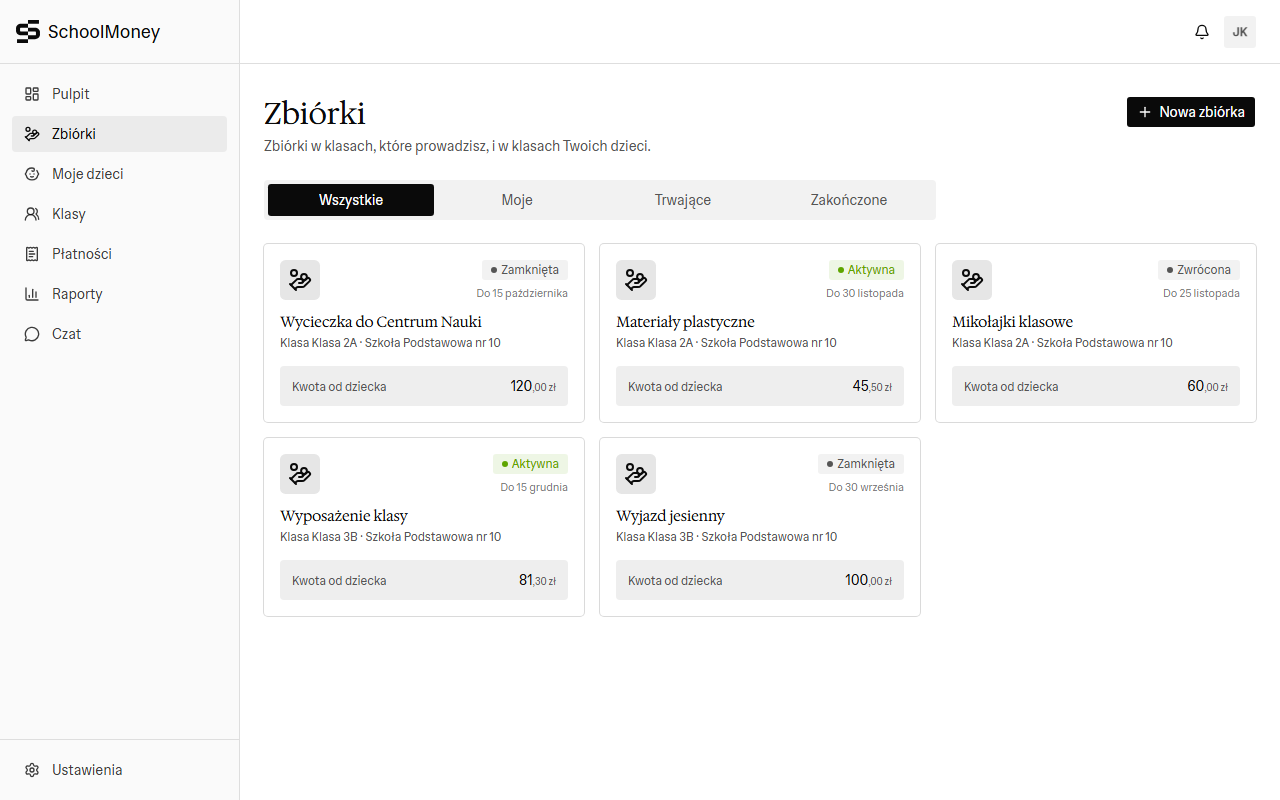 SchoolMoney
JK
Pulpit
Zbiórki
Moje dzieci
Klasy
Płatności
Raporty
Czat
Ustawienia
Zbiórki
Zbiórki w klasach, które prowadzisz, i w klasach Twoich dzieci.
Nowa zbiórka
Wszystkie Moje Trwające Zakończone
Zamknięta
Do 15 października
Wycieczka do Centrum Nauki
Klasa Klasa 2A · Szkoła Podstawowa nr 10
Kwota od dziecka 120,00 zł
Aktywna
Do 30 listopada
Materiały plastyczne
Klasa Klasa 2A · Szkoła Podstawowa nr 10
Kwota od dziecka 45,50 zł
Zwrócona
Do 25 listopada
Mikołajki klasowe
Klasa Klasa 2A · Szkoła Podstawowa nr 10
Kwota od dziecka 60,00 zł
Aktywna
Do 15 grudnia
Wyposażenie klasy
Klasa Klasa 3B · Szkoła Podstawowa nr 10
Kwota od dziecka 81,30 zł
Zamknięta
Do 30 września
Wyjazd jesienny
Klasa Klasa 3B · Szkoła Podstawowa nr 10
Kwota od dziecka 100,00 zł